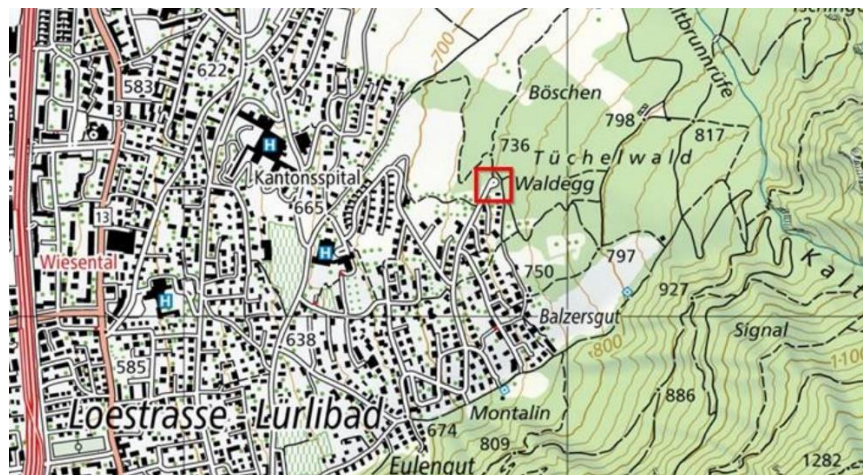 Böschen
622
583
700
798
817
736
H
Tüchelwald
3
Kantonsspital
Waldegg
665
13
H
797
Wiesental
750
927
H
Balzersgut
Signal
638
800
585
886
Loestrasse
Lürlibad
Montalin
674
809
Eulengut
1282